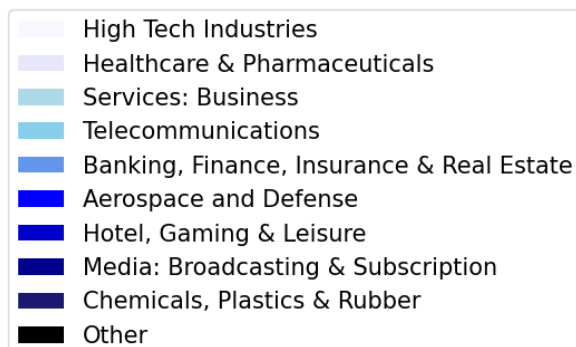 High Tech Industries
Healthcare & Pharmaceuticals
Services: Business
Telecommunications
Banking, Finance, Insurance & Real Estate
Aerospace and Defense
Hotel, Gaming & Leisure
Media: Broadcasting & Subscription
Chemicals, Plastics & Rubber
Other